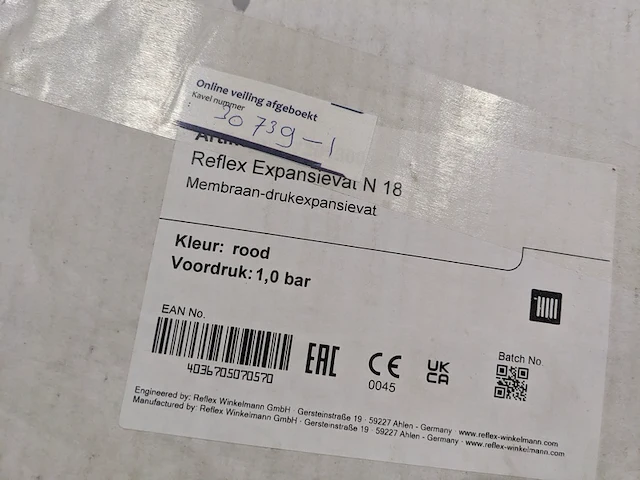 Online veiling afgeboekt
Kavel nummer
30739-1
Reflex Expansievat N 18
Membraan-drukexpansievat
Kleur: rood
Voordruk: 1,0 bar
EAN No.
4036705070570
EAC
CE
0045
UK
CA
Batch No.
Engineered by: Reflex Winkelmann GmbH · Gersteinstraße 19 · 59227 Ahlen - Germany · www.reflex-winkelmann.com
Manufactured by: Reflex Winkelmann GmbH · Gersteinstraße 19 · 59227 Ahlen - Germany · www.reflex-winkelmann.com